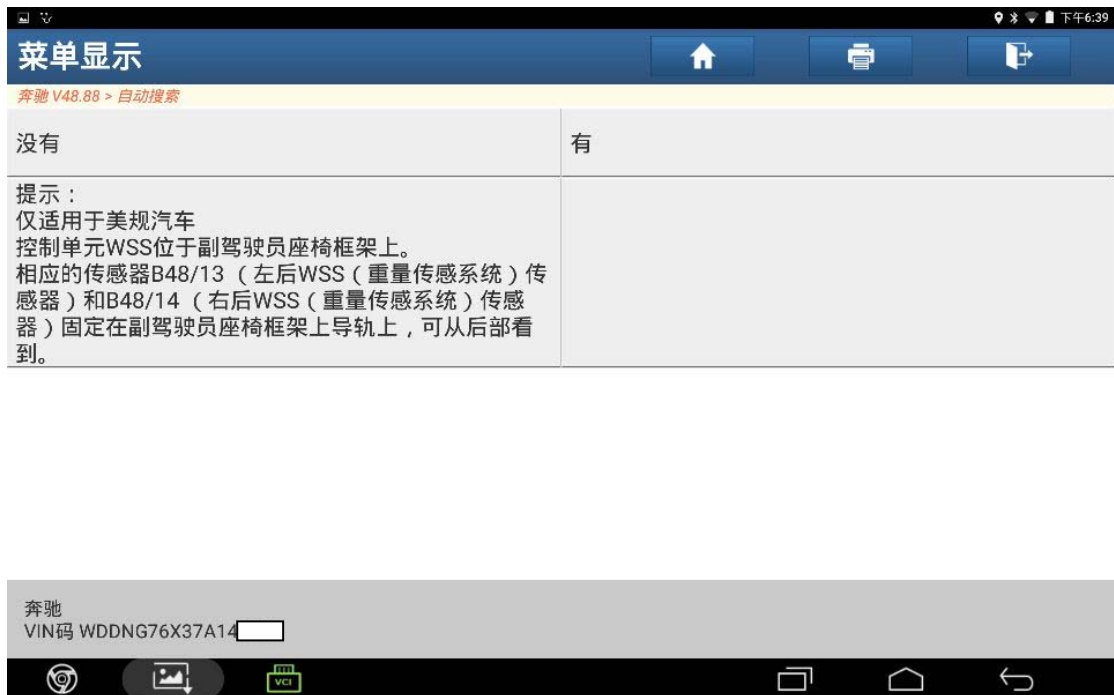 下午6:39
菜单显示
奔驰 V48.88 > 自动搜索
没有
有
提示：
仅适用于美规汽车
控制单元WSS位于副驾驶员座椅框架上。
相应的传感器B48/13 （左后WSS（重量传感系统）传
感器）和B48/14 （右后WSS（重量传感系统）传感
器）固定在副驾驶员座椅框架上导轨上，可从后部看
到。
奔驰
VIN码 WDDNG76X37A14
VCI